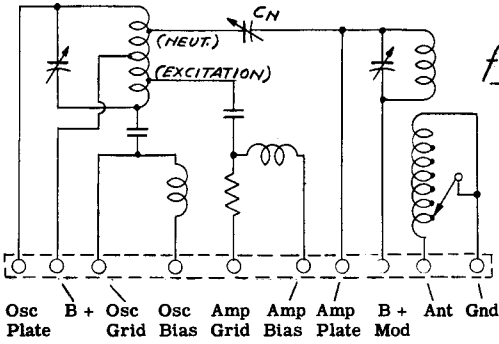 CN
(NEUT.)
(EXCITATION)
Osc Plate
B +
Osc Grid
Osc Bias
Amp Grid
Amp Bias
Amp Plate
B + Mod
Ant
Gnd